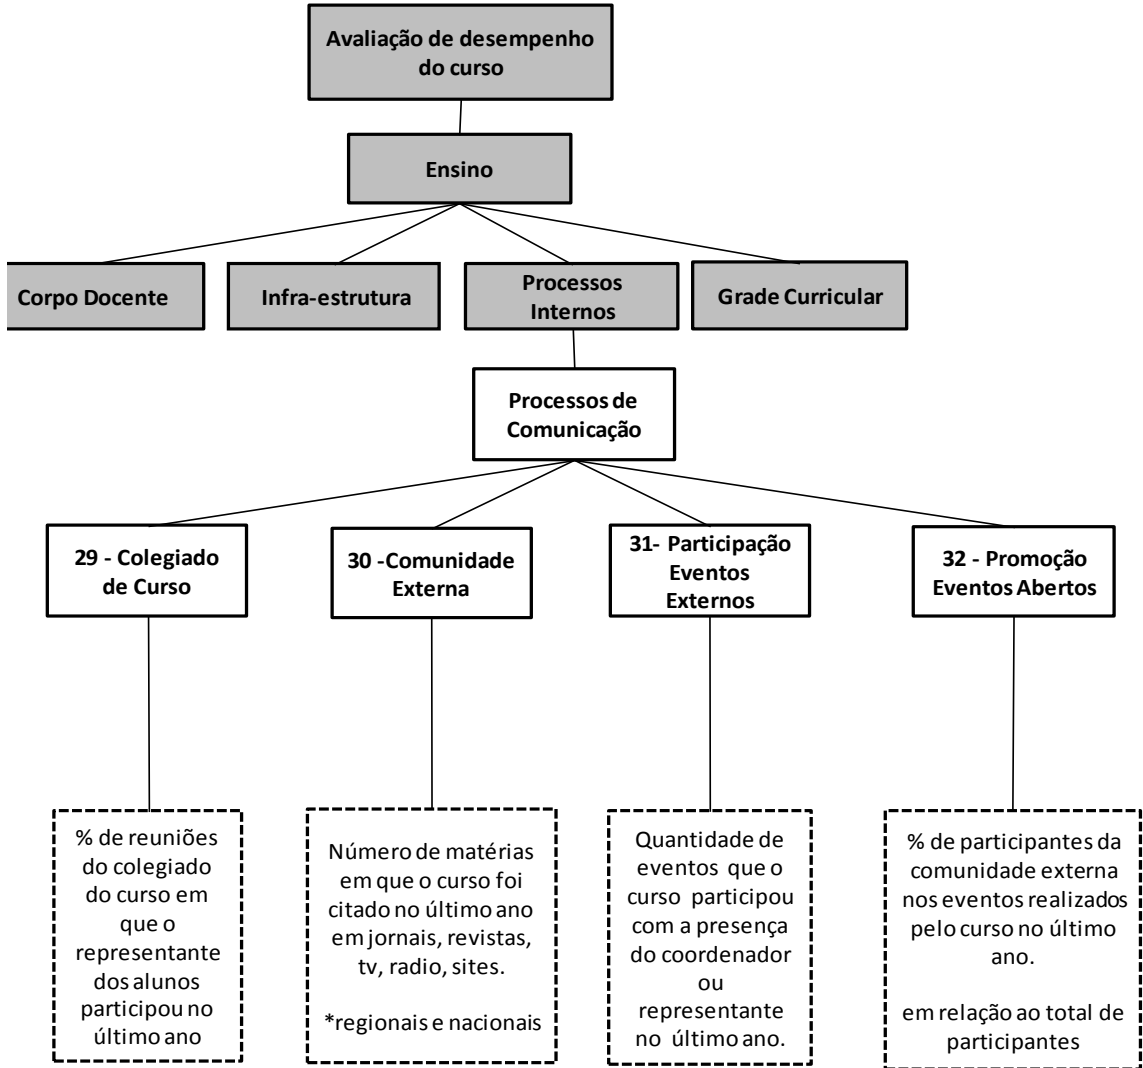 Avaliação de desempenho
do curso
Ensino
Corpo Docente
Infra-estrutura
Processos
Internos
Grade Curricular
Processos de
Comunicação
29 - Colegiado
de Curso
30 -Comunidade
Externa
31- Participação
Eventos
Externos
32 - Promoção
Eventos Abertos
% de reuniões
do colegiado
do curso em
que o
representante
dos alunos
participou no
último ano
Número de matérias
em que o curso foi
citado no último ano
em jornais, revistas,
tv, radio, sites.
*regionais e nacionais
Quantidade de
eventos que o
curso participou
com a presença
do coordenador
ou
representante
no último ano.
% de participantes da
comunidade externa
nos eventos realizados
pelo curso no último
ano.
em relação ao total de
participantes